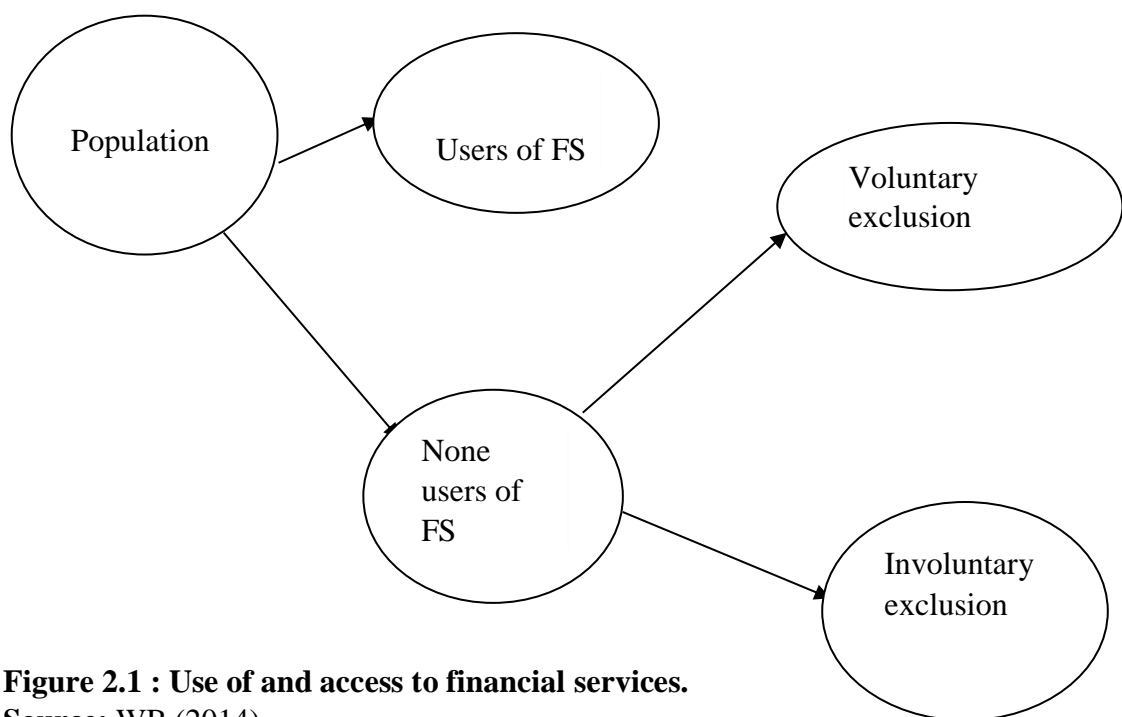 Population
Users of FS
Voluntary
exclusion
None
users of
FS
Involuntary
exclusion
Figure 2.1 : Use of and access to financial services.
Source: WB (2014)